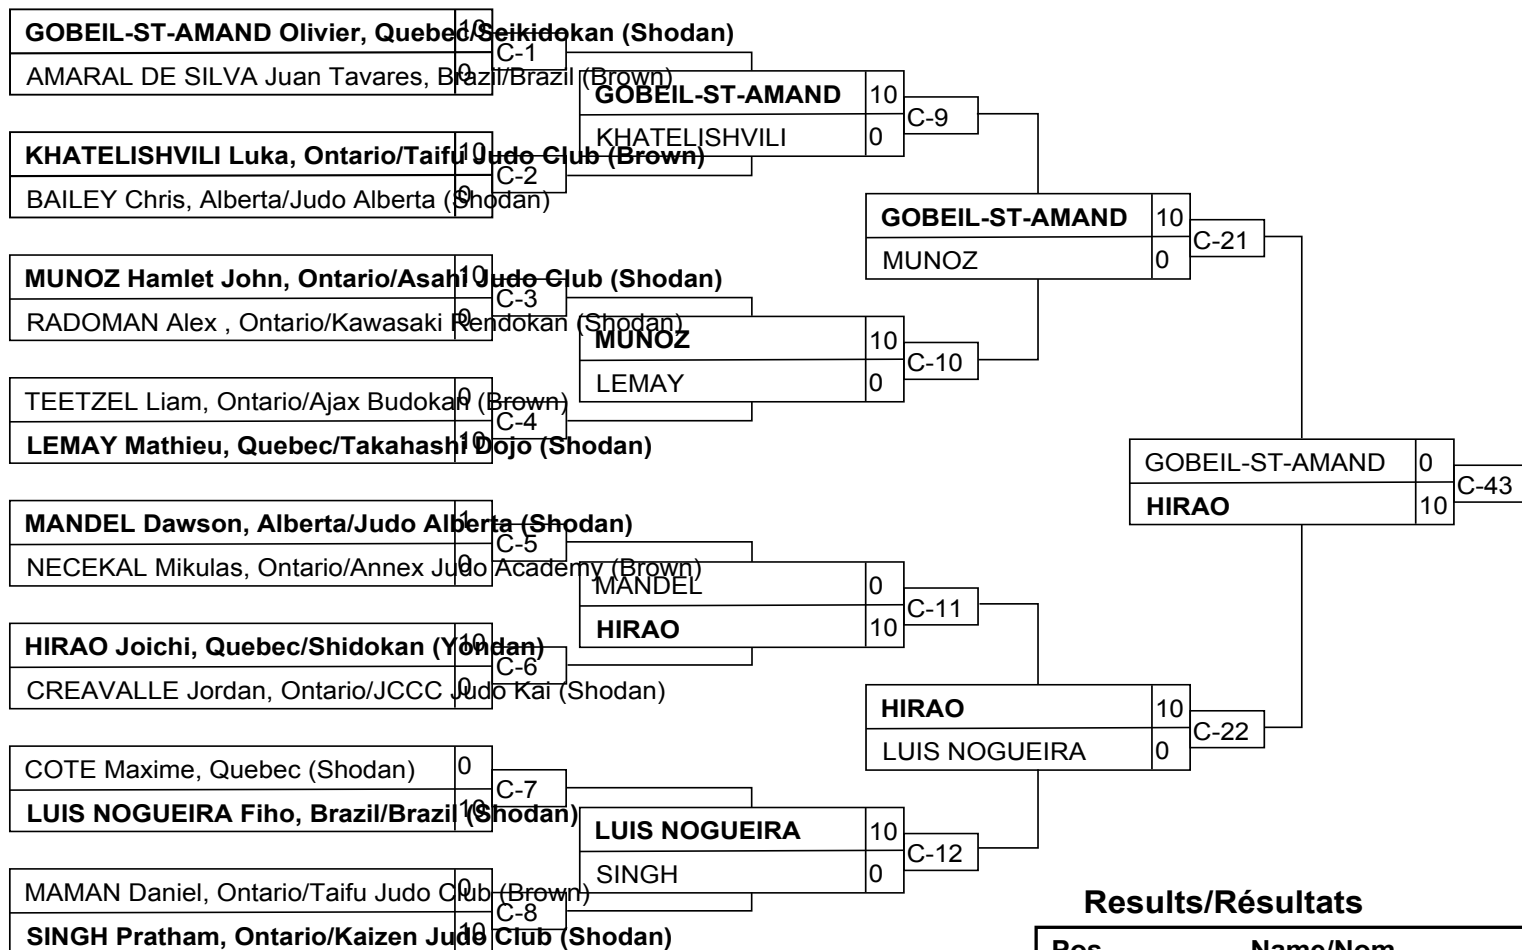 GOBEIL-ST-AMAND Olivier, Quebec/Seikidokan (Shodan) 10
AMARAL DE SILVA Juan Tavares, Brazil/Brazil (Brown) 0
C-1
KHATELISHVILI Luka, Ontario/Taifu Judo Club (Brown) 10
BAILEY Chris, Alberta/Judo Alberta (Shodan) 0
C-2
MUNOZ Hamlet John, Ontario/Asahi Judo Club (Shodan) 10
RADOMAN Alex , Ontario/Kawasaki Rendokan (Shodan) 0
C-3
TEETZEL Liam, Ontario/Ajax Budokan (Brown) 0
LEMAY Mathieu, Quebec/Takahashi Dojo (Shodan) 10
C-4
MANDEL Dawson, Alberta/Judo Alberta (Shodan) 1
NECEKAL Mikulas, Ontario/Annex Judo Academy (Brown) 0
C-5
HIRAO Joichi, Quebec/Shidokan (Yondan) 10
CREAVALLE Jordan, Ontario/JCCC Judo Kai (Shodan) 0
C-6
COTE Maxime, Quebec (Shodan) 0
LUIS NOGUEIRA Fiho, Brazil/Brazil (Shodan) 10
C-7
MAMAN Daniel, Ontario/Taifu Judo Club (Brown) 0
SINGH Pratham, Ontario/Kaizen Judo Club (Shodan) 10
C-8
GOBEIL-ST-AMAND 10
KHATELISHVILI 0
C-9
MUNOZ 10
LEMAY 0
C-10
MANDEL 0
HIRAO 10
C-11
LUIS NOGUEIRA 10
SINGH 0
C-12
GOBEIL-ST-AMAND 10
MUNOZ 0
C-21
HIRAO 10
LUIS NOGUEIRA 0
C-22
GOBEIL-ST-AMAND 0
HIRAO 10
C-43
Results/Résultats
Pos Name/Nom